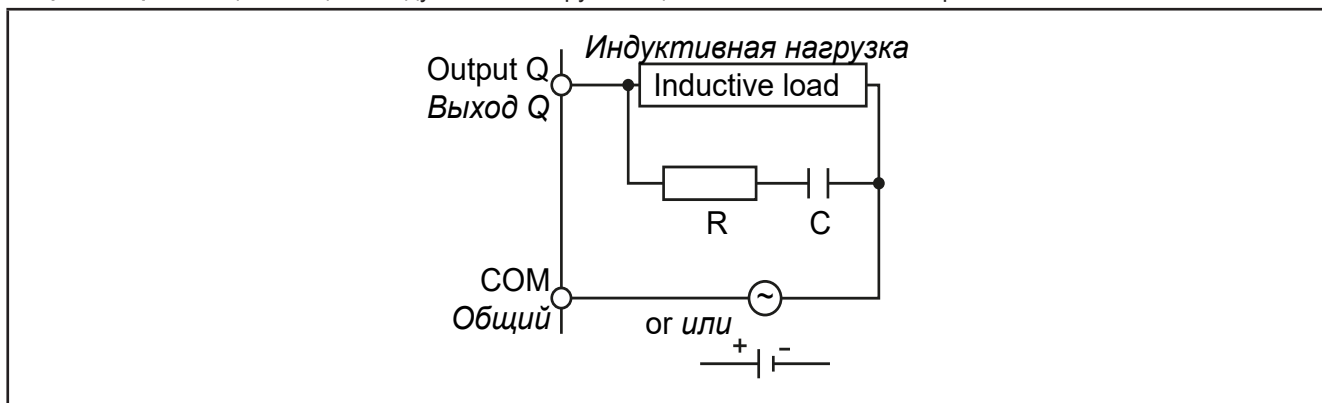 Индуктивная нагрузка
Output Q
Inductive load
Выход Q
R
C
COM
~
Общий
or или
+ -